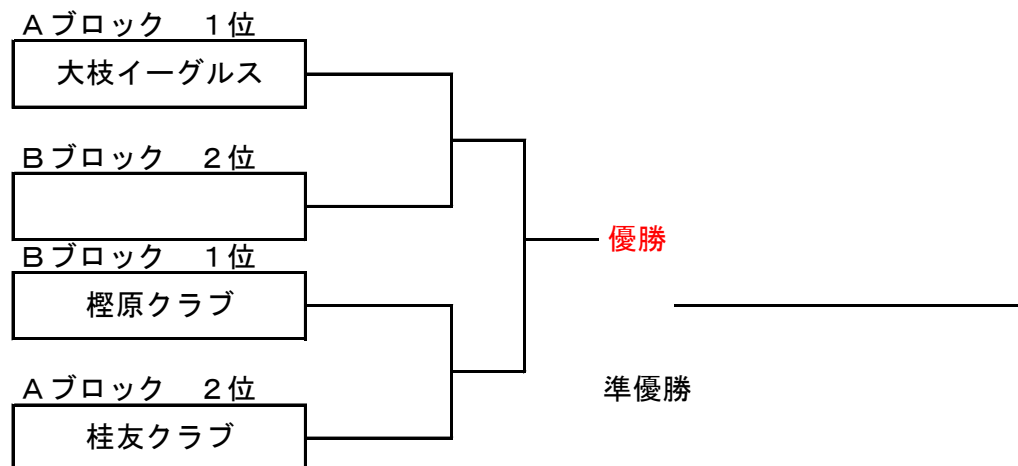 Aブロック　1位
大枝イーグルス
Bブロック　2位
Bブロック　1位
樫原クラブ
Aブロック　2位
桂友クラブ
優勝
準優勝